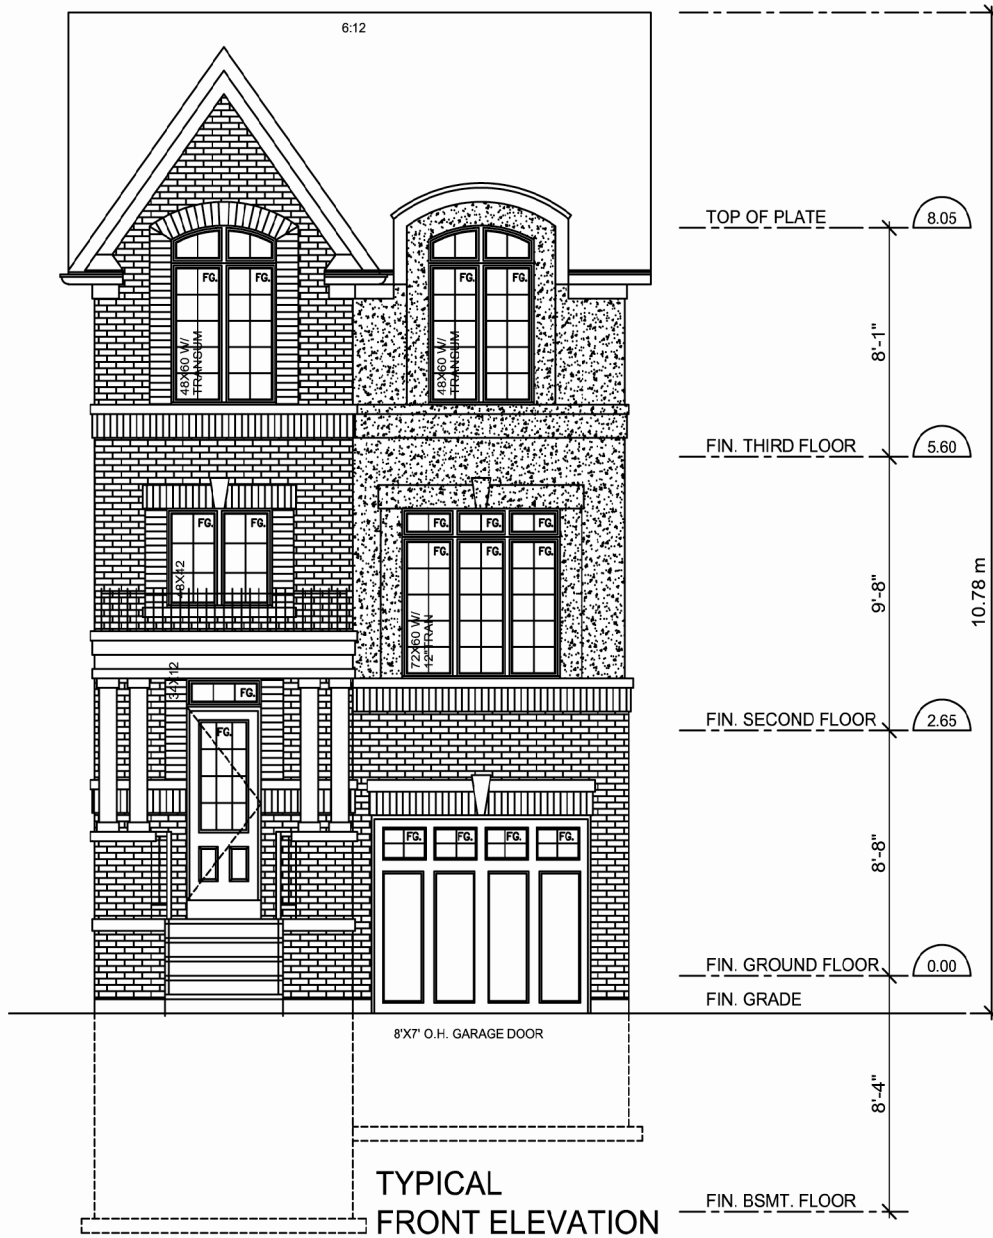 6:12
TOP OF PLATE
8.05
FG.
FG.
FG.
FG.
48X60 W/
TRANSUM
48X60 W/
TRANSUM
8'-1"
FIN. THIRD FLOOR
5.60
FG.
FG.
FG.
FG.
FG.
FG.
FG.
FG.
48X42
9'-8"
10.78 m
72X60 W/
12"TRAN
34X12
FG.
FIN. SECOND FLOOR
2.65
FG.
FG.
FG.
FG.
FG.
8'-8"
FIN. GROUND FLOOR
0.00
FIN. GRADE
8'X7' O.H. GARAGE DOOR
8'-4"
TYPICAL
FRONT ELEVATION
FIN. BSMT. FLOOR